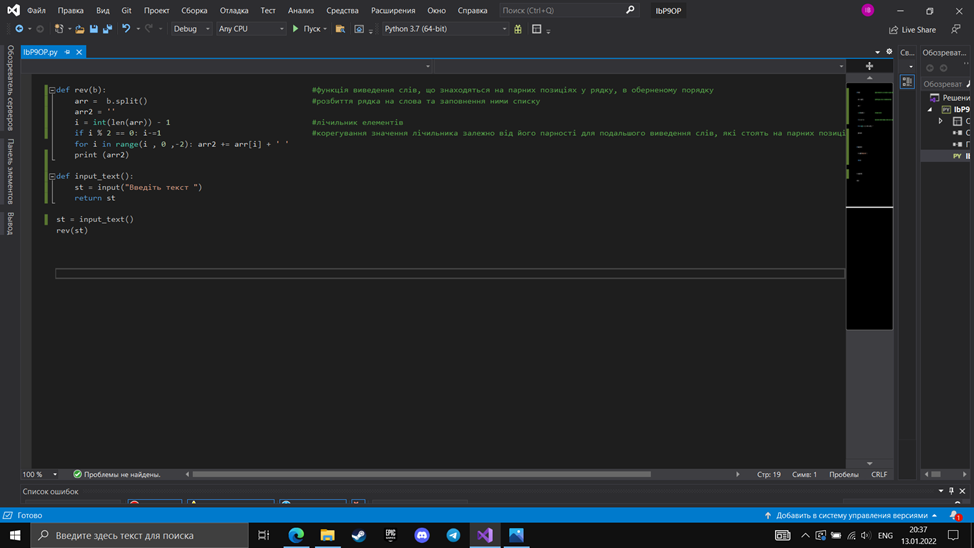 Файл Правка Вид Git Проект Сборка Отладка Тест Анализ Средства Расширения Окно Справка Поиск (Ctrl+Q) IbP9OP IB
Debug Any CPU Пуск Python 3.7 (64-bit) Live Share
IbP9OP.py Св... Обозреват...
Обозреватель серверов
Панель элементов
Вывод
def rev(b): #функція виведення слів, що знаходяться на парних позиціях у рядку, в оберненому порядку
arr = b.split() #розбиття рядка на слова та заповнення ними списку
arr2 = ''
i = int(len(arr)) - 1 #лічильник елементів
if i % 2 == 0: i-=1 #корегування значення лічильника залежно від його парності для подальшого виведення слів, які стоять на парних позиці
for i in range(i , 0 ,-2): arr2 += arr[i] + ' '
print (arr2)
def input_text():
st = input("Введіть текст ")
return st
st = input_text()
rev(st)
Обозреват
Решени
IbP9
PY
100 % Проблемы не найдены. Стр: 19 Симв: 1 Пробелы CRLF
Список ошибок
Готово Добавить в систему управления версиями 1
Введите здесь текст для поиска EPIC ENG 20:37
13.01.2022